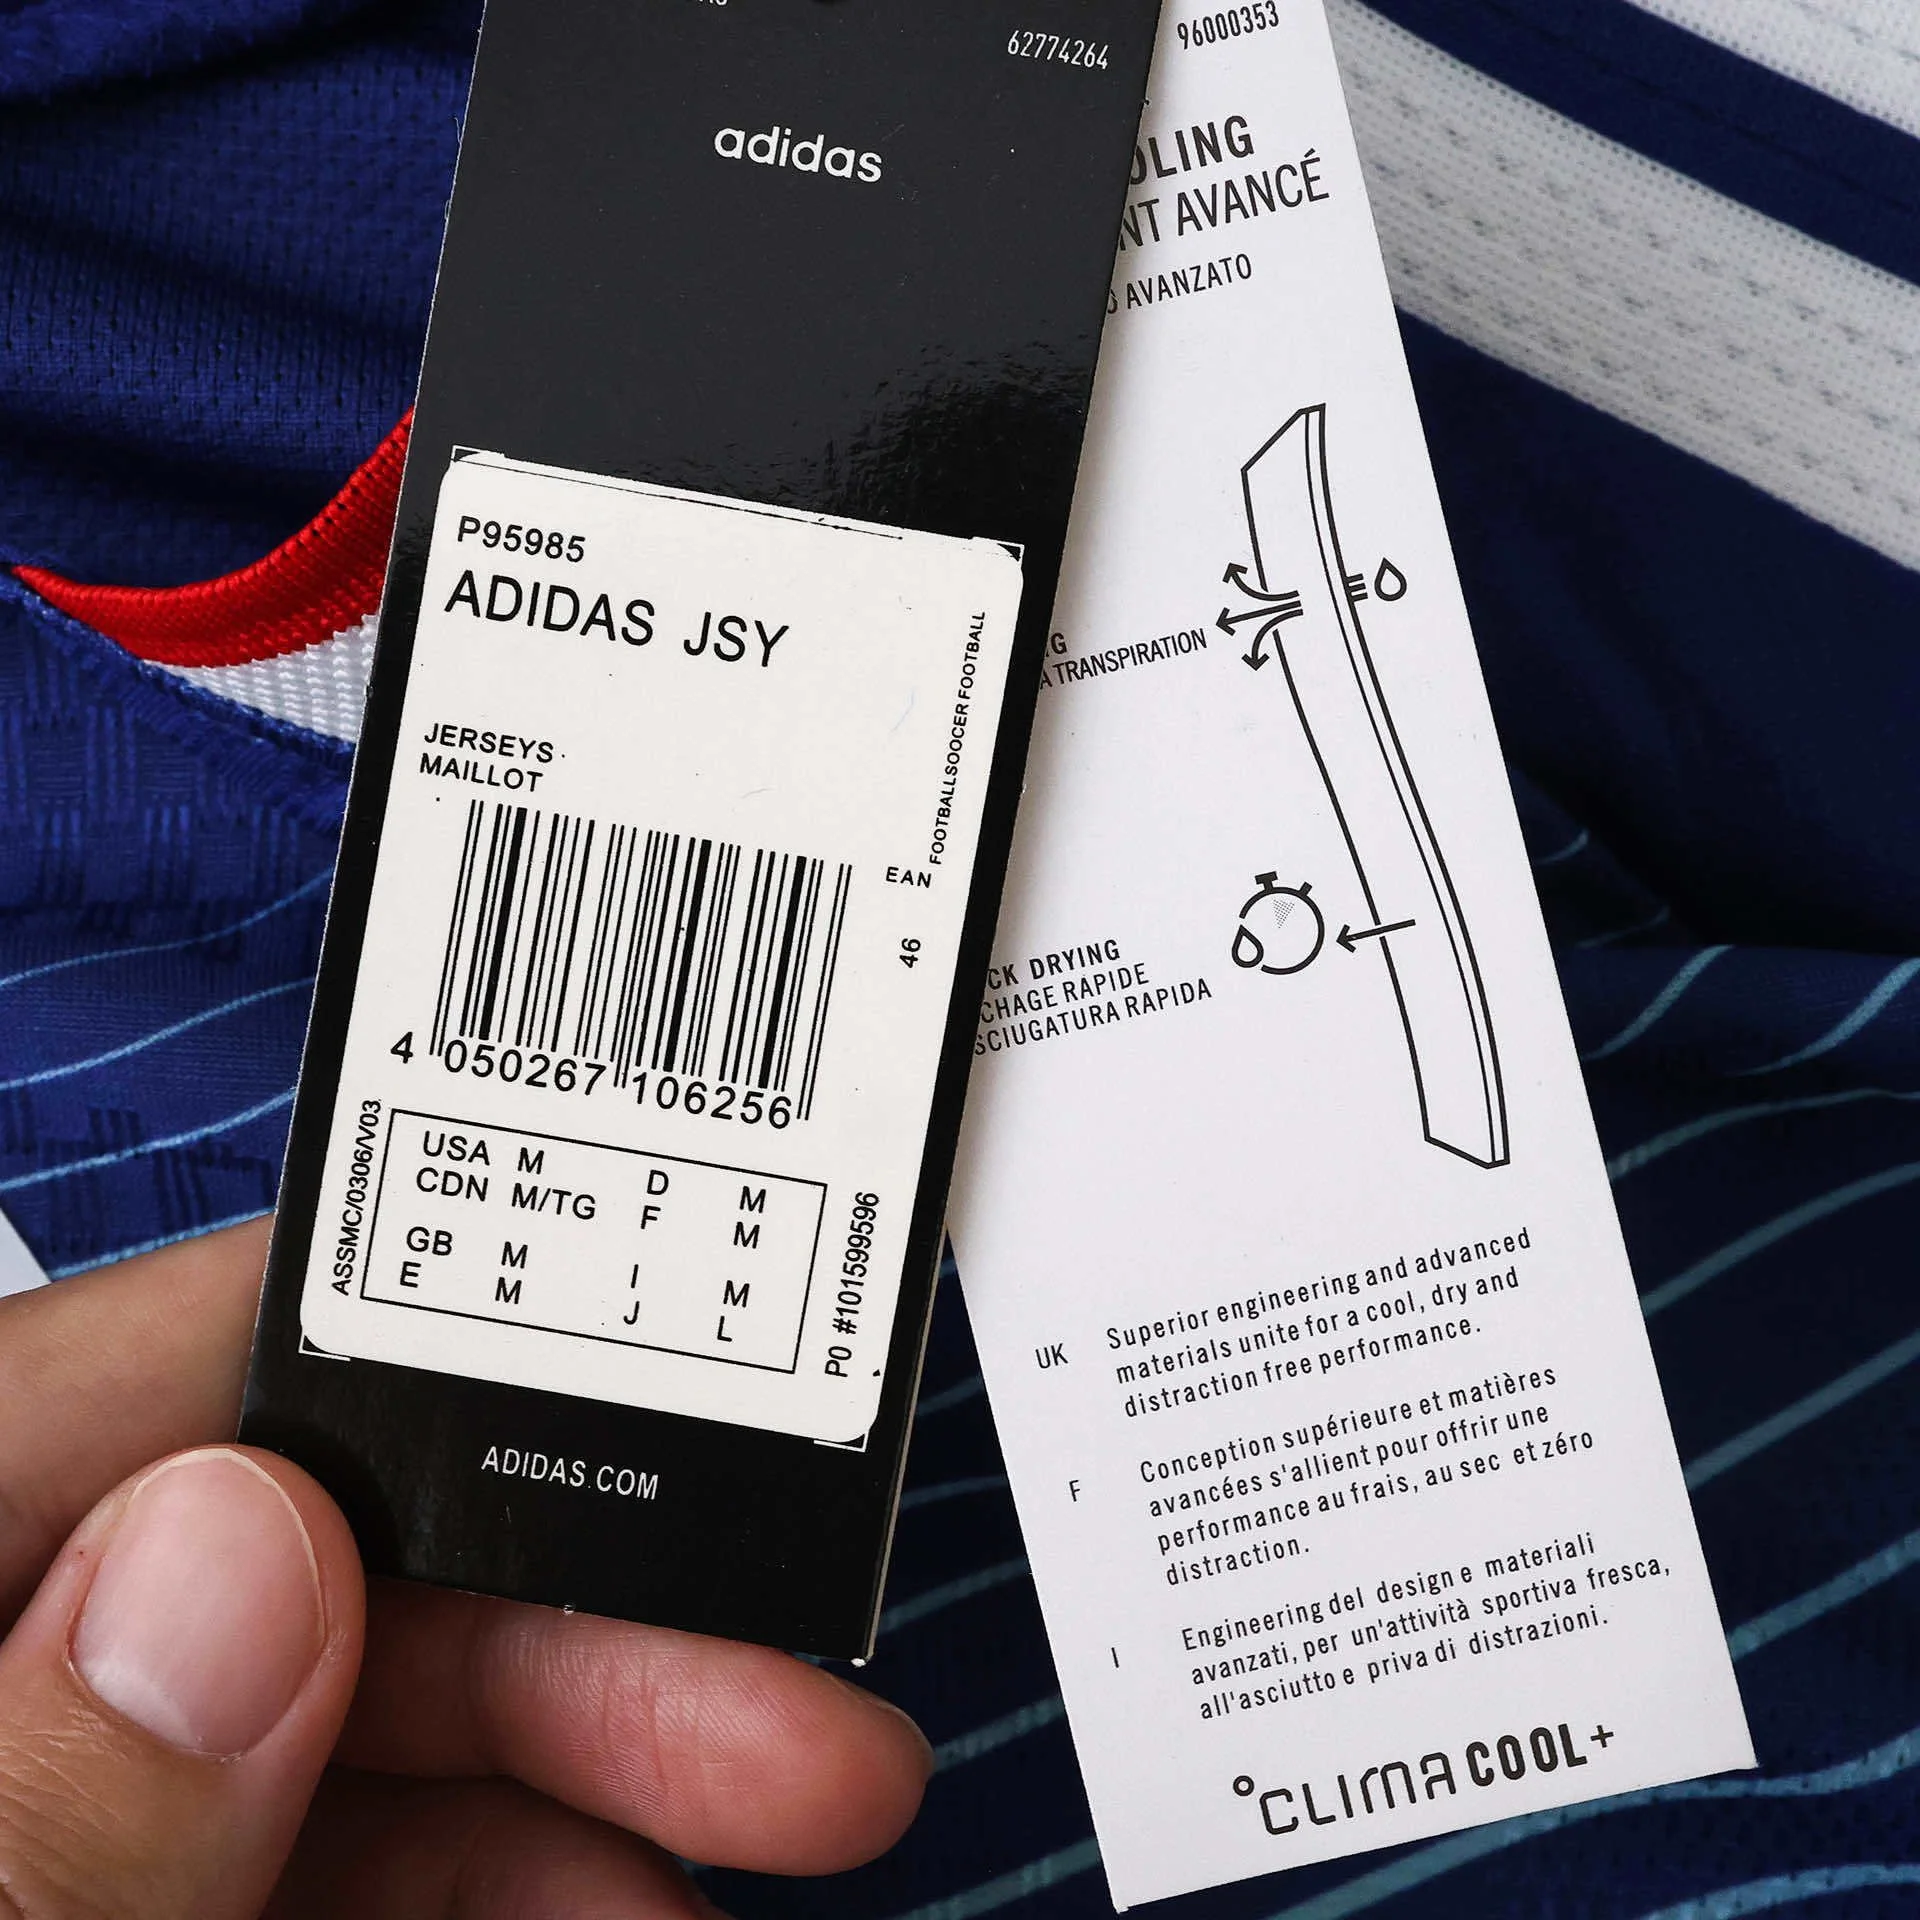 62774264
adidas
P95985
ADIDAS JSY
JERSEYS
MAILLOT
FOOTBALLSOCCER FOOTBALL
EAN
46
4 050267 106256
ASSMC/0306/V03
USA M D M
CDN M/TG F M
GB M I M
E M J L
PO #101599596
ADIDAS.COM
96000353
OLING
NT AVANCÉ
AVANZATO
G
A TRANSPIRATION
CK DRYING
CHAGE RAPIDE
SCIUGATURA RAPIDA
UK Superior engineering and advanced
materials unite for a cool, dry and
distraction free performance.
F Conception supérieure et matières
avancées s'allient pour offrir une
performance au frais, au sec et zéro
distraction.
I Engineering del design e materiali
avanzati, per un'attività sportiva fresca,
all'asciutto e priva di distrazioni.
°CLIMACOOL+